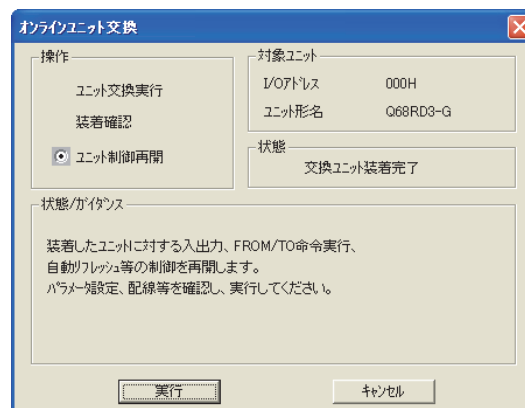 オンラインユニット交換
操作
ユニット交換実行
装着確認
ユニット制御再開
対象ユニット
I/Oアドレス 000H
ユニット形名 Q68RD3-G
状態
交換ユニット装着完了
状態/ガイダンス
装着したユニットに対する入出力、FROM/TO命令実行、
自動リフレッシュ等の制御を再開します。
パラメータ設定、配線等を確認し、実行してください。
実行 キャンセル